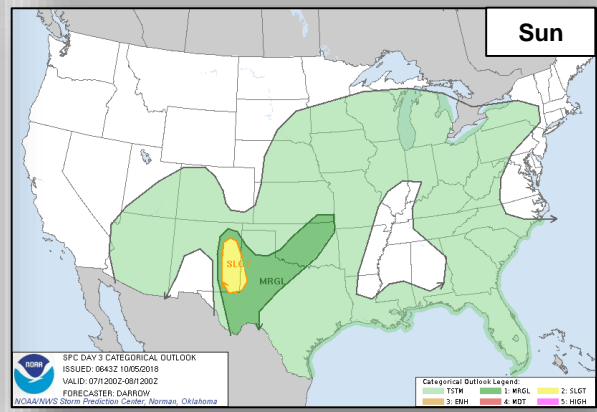 Sun
SLG
MRGL
NOAA
SPC DAY 3 CATEGORICAL OUTLOOK
ISSUED: 0643Z 10/05/2018
VALID: 07/1200Z-08/1200Z
FORECASTER: DARROW
NOAA/NWS Storm Prediction Center, Norman, Oklahoma
Categorical Outlook Legend:
TSTM 1: MRGL 2: SLGT
3: ENH 4: MDT 5: HIGH